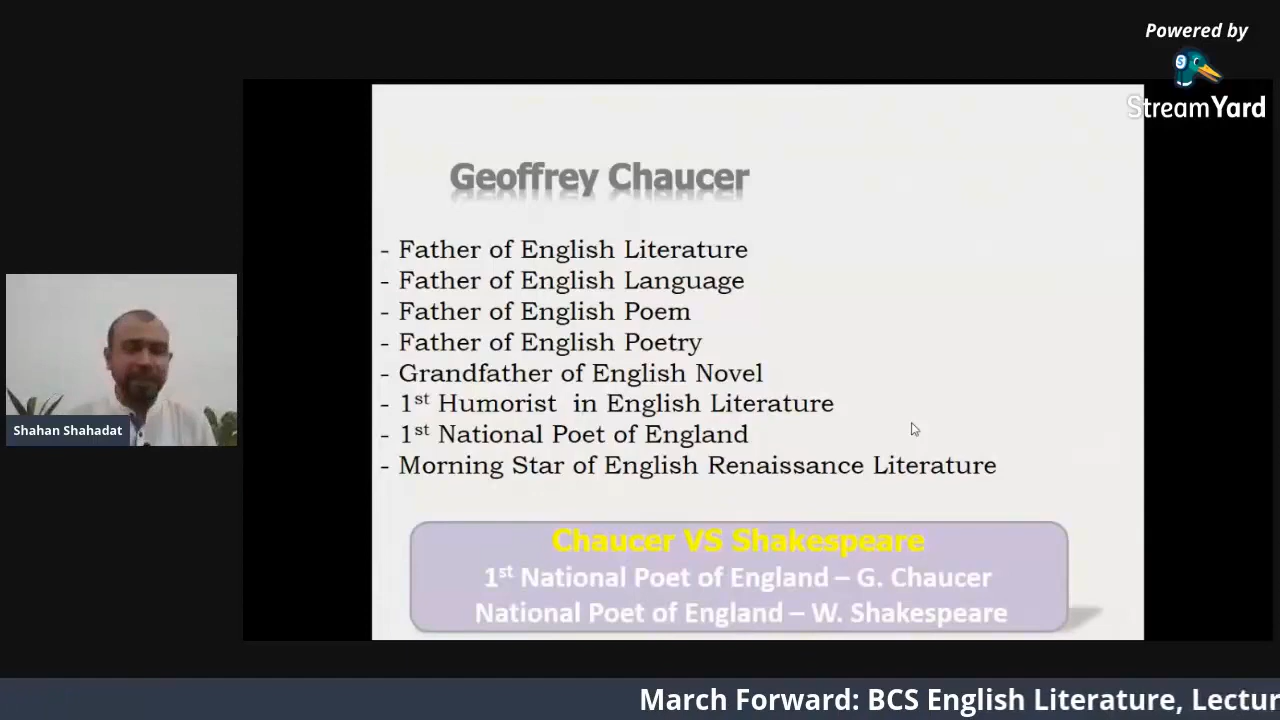 Powered by
StreamYard
Geoffrey Chaucer
- Father of English Literature
- Father of English Language
- Father of English Poem
- Father of English Poetry
- Grandfather of English Novel
- 1st Humorist in English Literature
- 1st National Poet of England
- Morning Star of English Renaissance Literature
Shahan Shahadat
Chaucer VS Shakespeare
1st National Poet of England – G. Chaucer
National Poet of England – W. Shakespeare
March Forward: BCS English Literature, Lectur